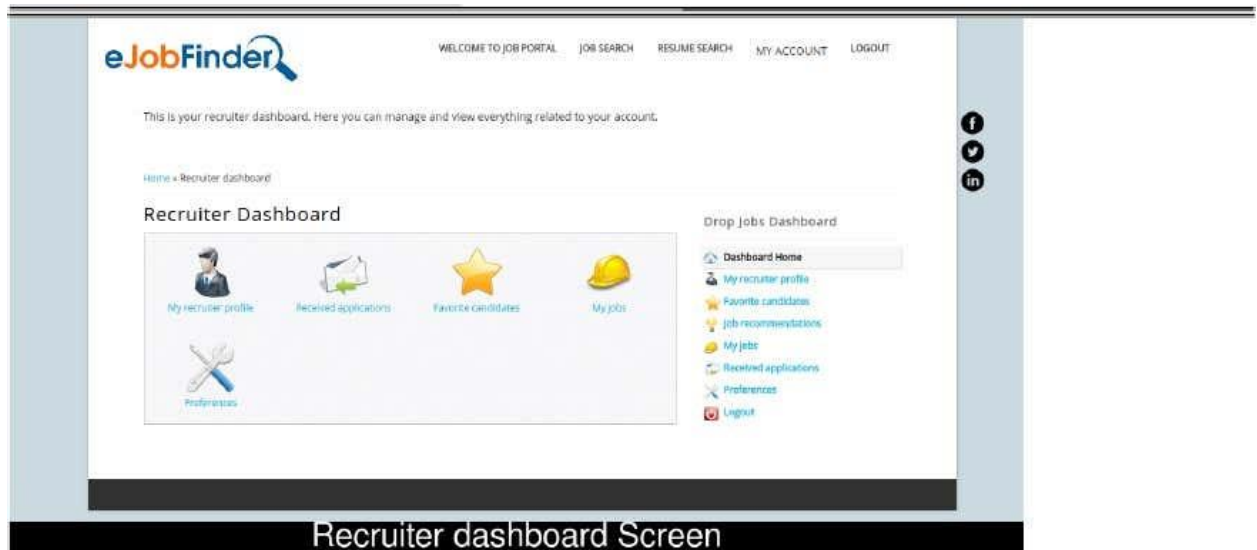 eJobFinder
WELCOME TO JOB PORTAL JOB SEARCH RESUME SEARCH MY ACCOUNT LOGOUT
This is your recruiter dashboard. Here you can manage and view everything related to your account.
f
in
Home » Recruiter dashboard
Recruiter Dashboard
My recruiter profile Received applications Favorite candidates My jobs
Preferences
Drop Jobs Dashboard
Dashboard Home
My recruiter profile
Favorite candidates
Job recommendations
My jobs
Received applications
Preferences
Logout
Recruiter dashboard Screen